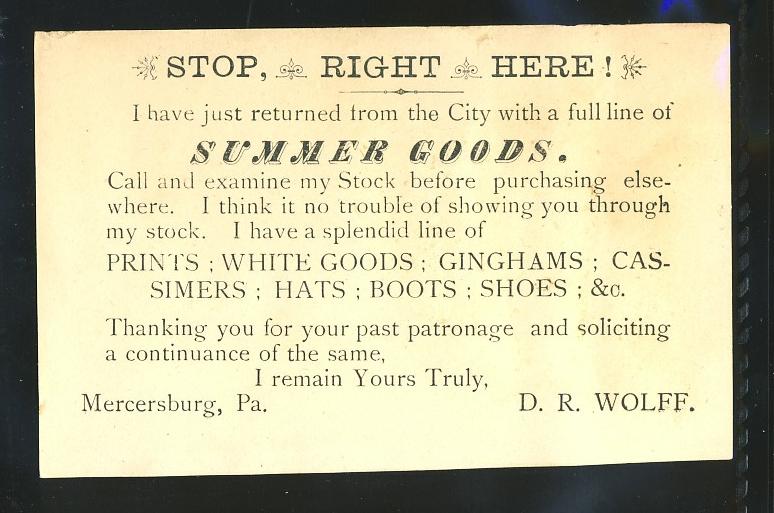 STOP, RIGHT HERE!
I have just returned from the City with a full line of
SUMMER GOODS.
Call and examine my Stock before purchasing else-
where. I think it no trouble of showing you through
my stock. I have a splendid line of
PRINTS ; WHITE GOODS ; GINGHAMS ; CAS-
SIMERS ; HATS ; BOOTS ; SHOES ; &c.
Thanking you for your past patronage and soliciting
a continuance of the same,
I remain Yours Truly,
Mercersburg, Pa. D. R. WOLFF.